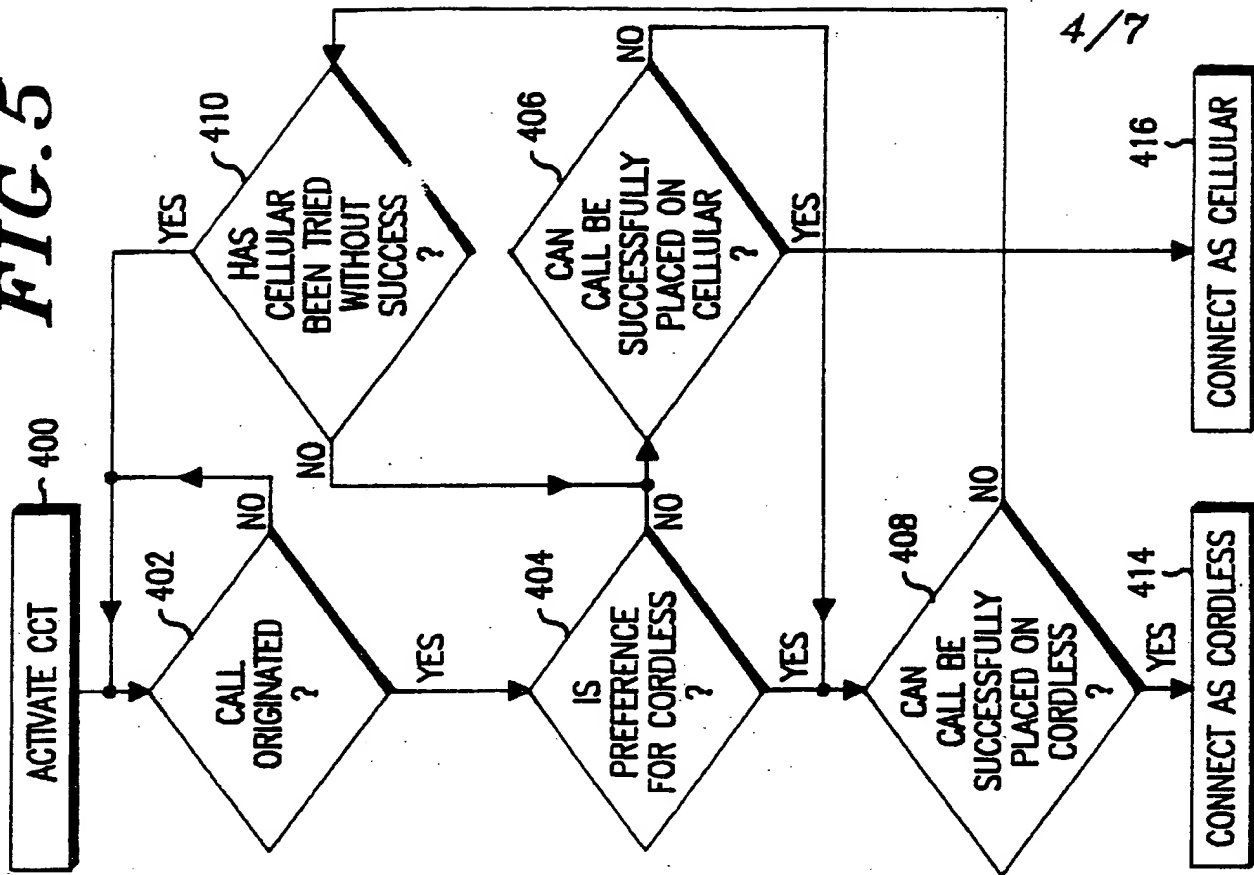 FIG.5
4/7
ACTIVATE CCT
400
402
CALL
ORIGINATED
?
NO
YES
404
IS
PREFERENCE
FOR CORDLESS
?
NO
YES
408
CAN
CALL BE
SUCCESSFULLY
PLACED ON
CORDLESS
?
NO
YES
414
CONNECT AS CORDLESS
410
HAS
CELLULAR
BEEN TRIED
WITHOUT
SUCCESS
?
YES
NO
406
CAN
CALL BE
SUCCESSFULLY
PLACED ON
CELLULAR
?
NO
YES
416
CONNECT AS CELLULAR